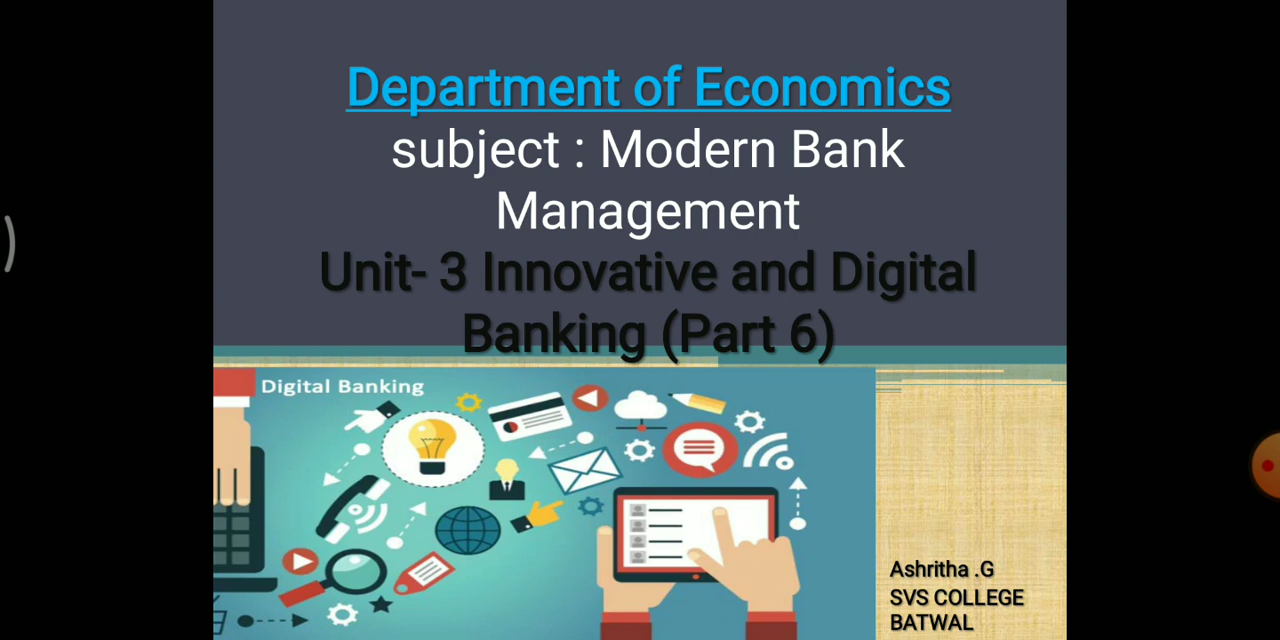 Department of Economics
subject : Modern Bank
Management
Unit- 3 Innovative and Digital
Banking (Part 6)
Digital Banking
Ashritha .G
SVS COLLEGE
BATWAL